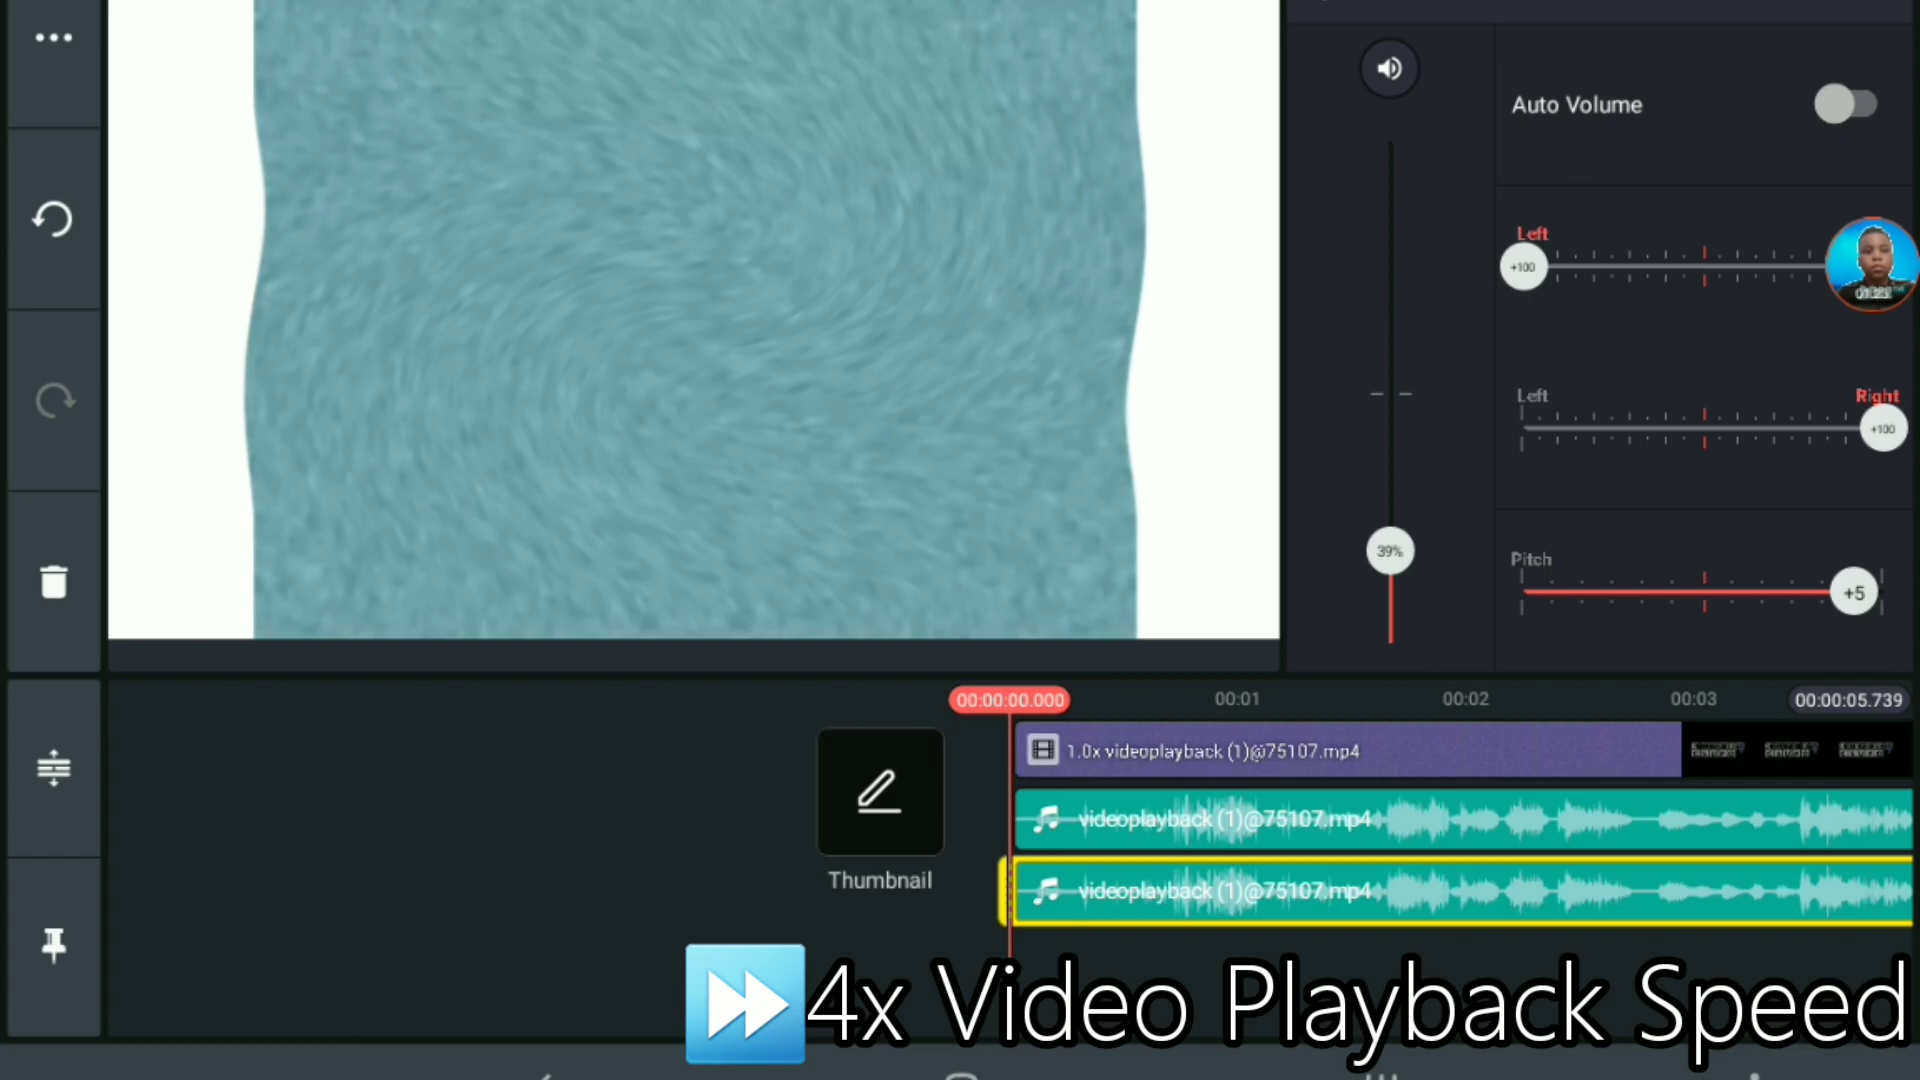 Auto Volume
Left
+100
Left
Right
+100
39%
Pitch
+5
00:00:00.000
00:01
00:02
00:03
00:00:05.739
1.0x videoplayback (1)@75107.mp4
videoplayback (1)@75107.mp4
videoplayback (1)@75107.mp4
Thumbnail
4x Video Playback Speed